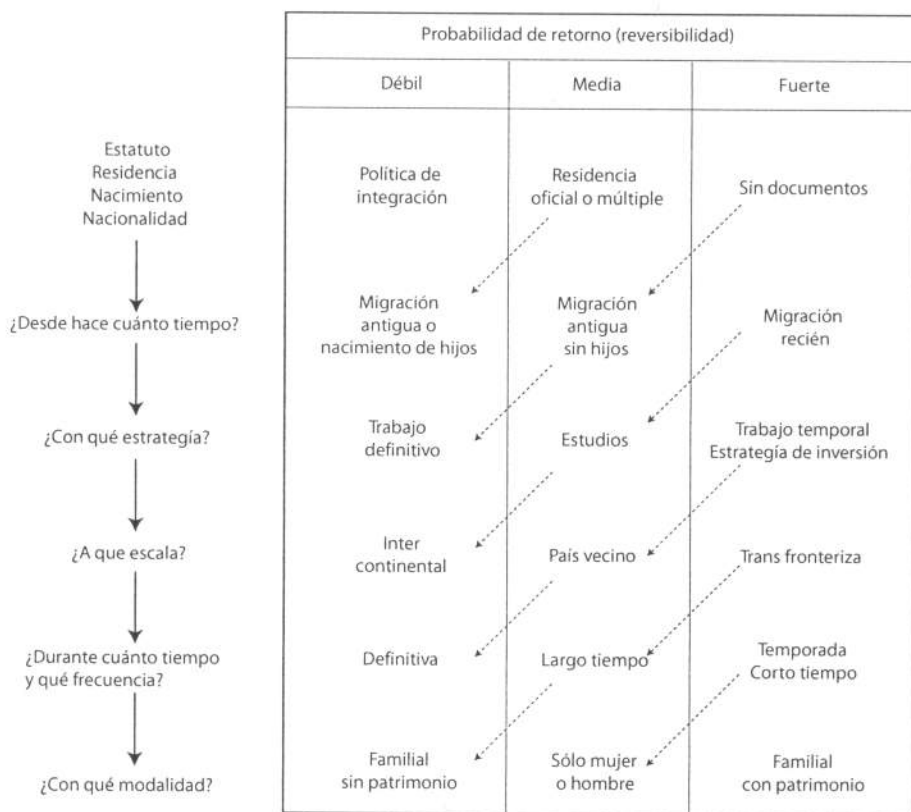 Probabilidad de retorno (reversibilidad)
Débil
Media
Fuerte
Estatuto
Residencia
Nacimiento
Nacionalidad
Política de
integración
Residencia
oficial o múltiple
Sin documentos
¿Desde hace cuánto tiempo?
Migración
antigua o
nacimiento de hijos
Migración
antigua
sin hijos
Migración
recién
¿Con qué estrategía?
Trabajo
definitivo
Estudios
Trabajo temporal
Estrategía de inversión
¿A que escala?
Inter
continental
País vecino
Trans fronteriza
¿Durante cuánto tiempo
y qué frecuencia?
Definitiva
Largo tiempo
Temporada
Corto tiempo
¿Con qué modalidad?
Familial
sin patrimonio
Sólo mujer
o hombre
Familial
con patrimonio